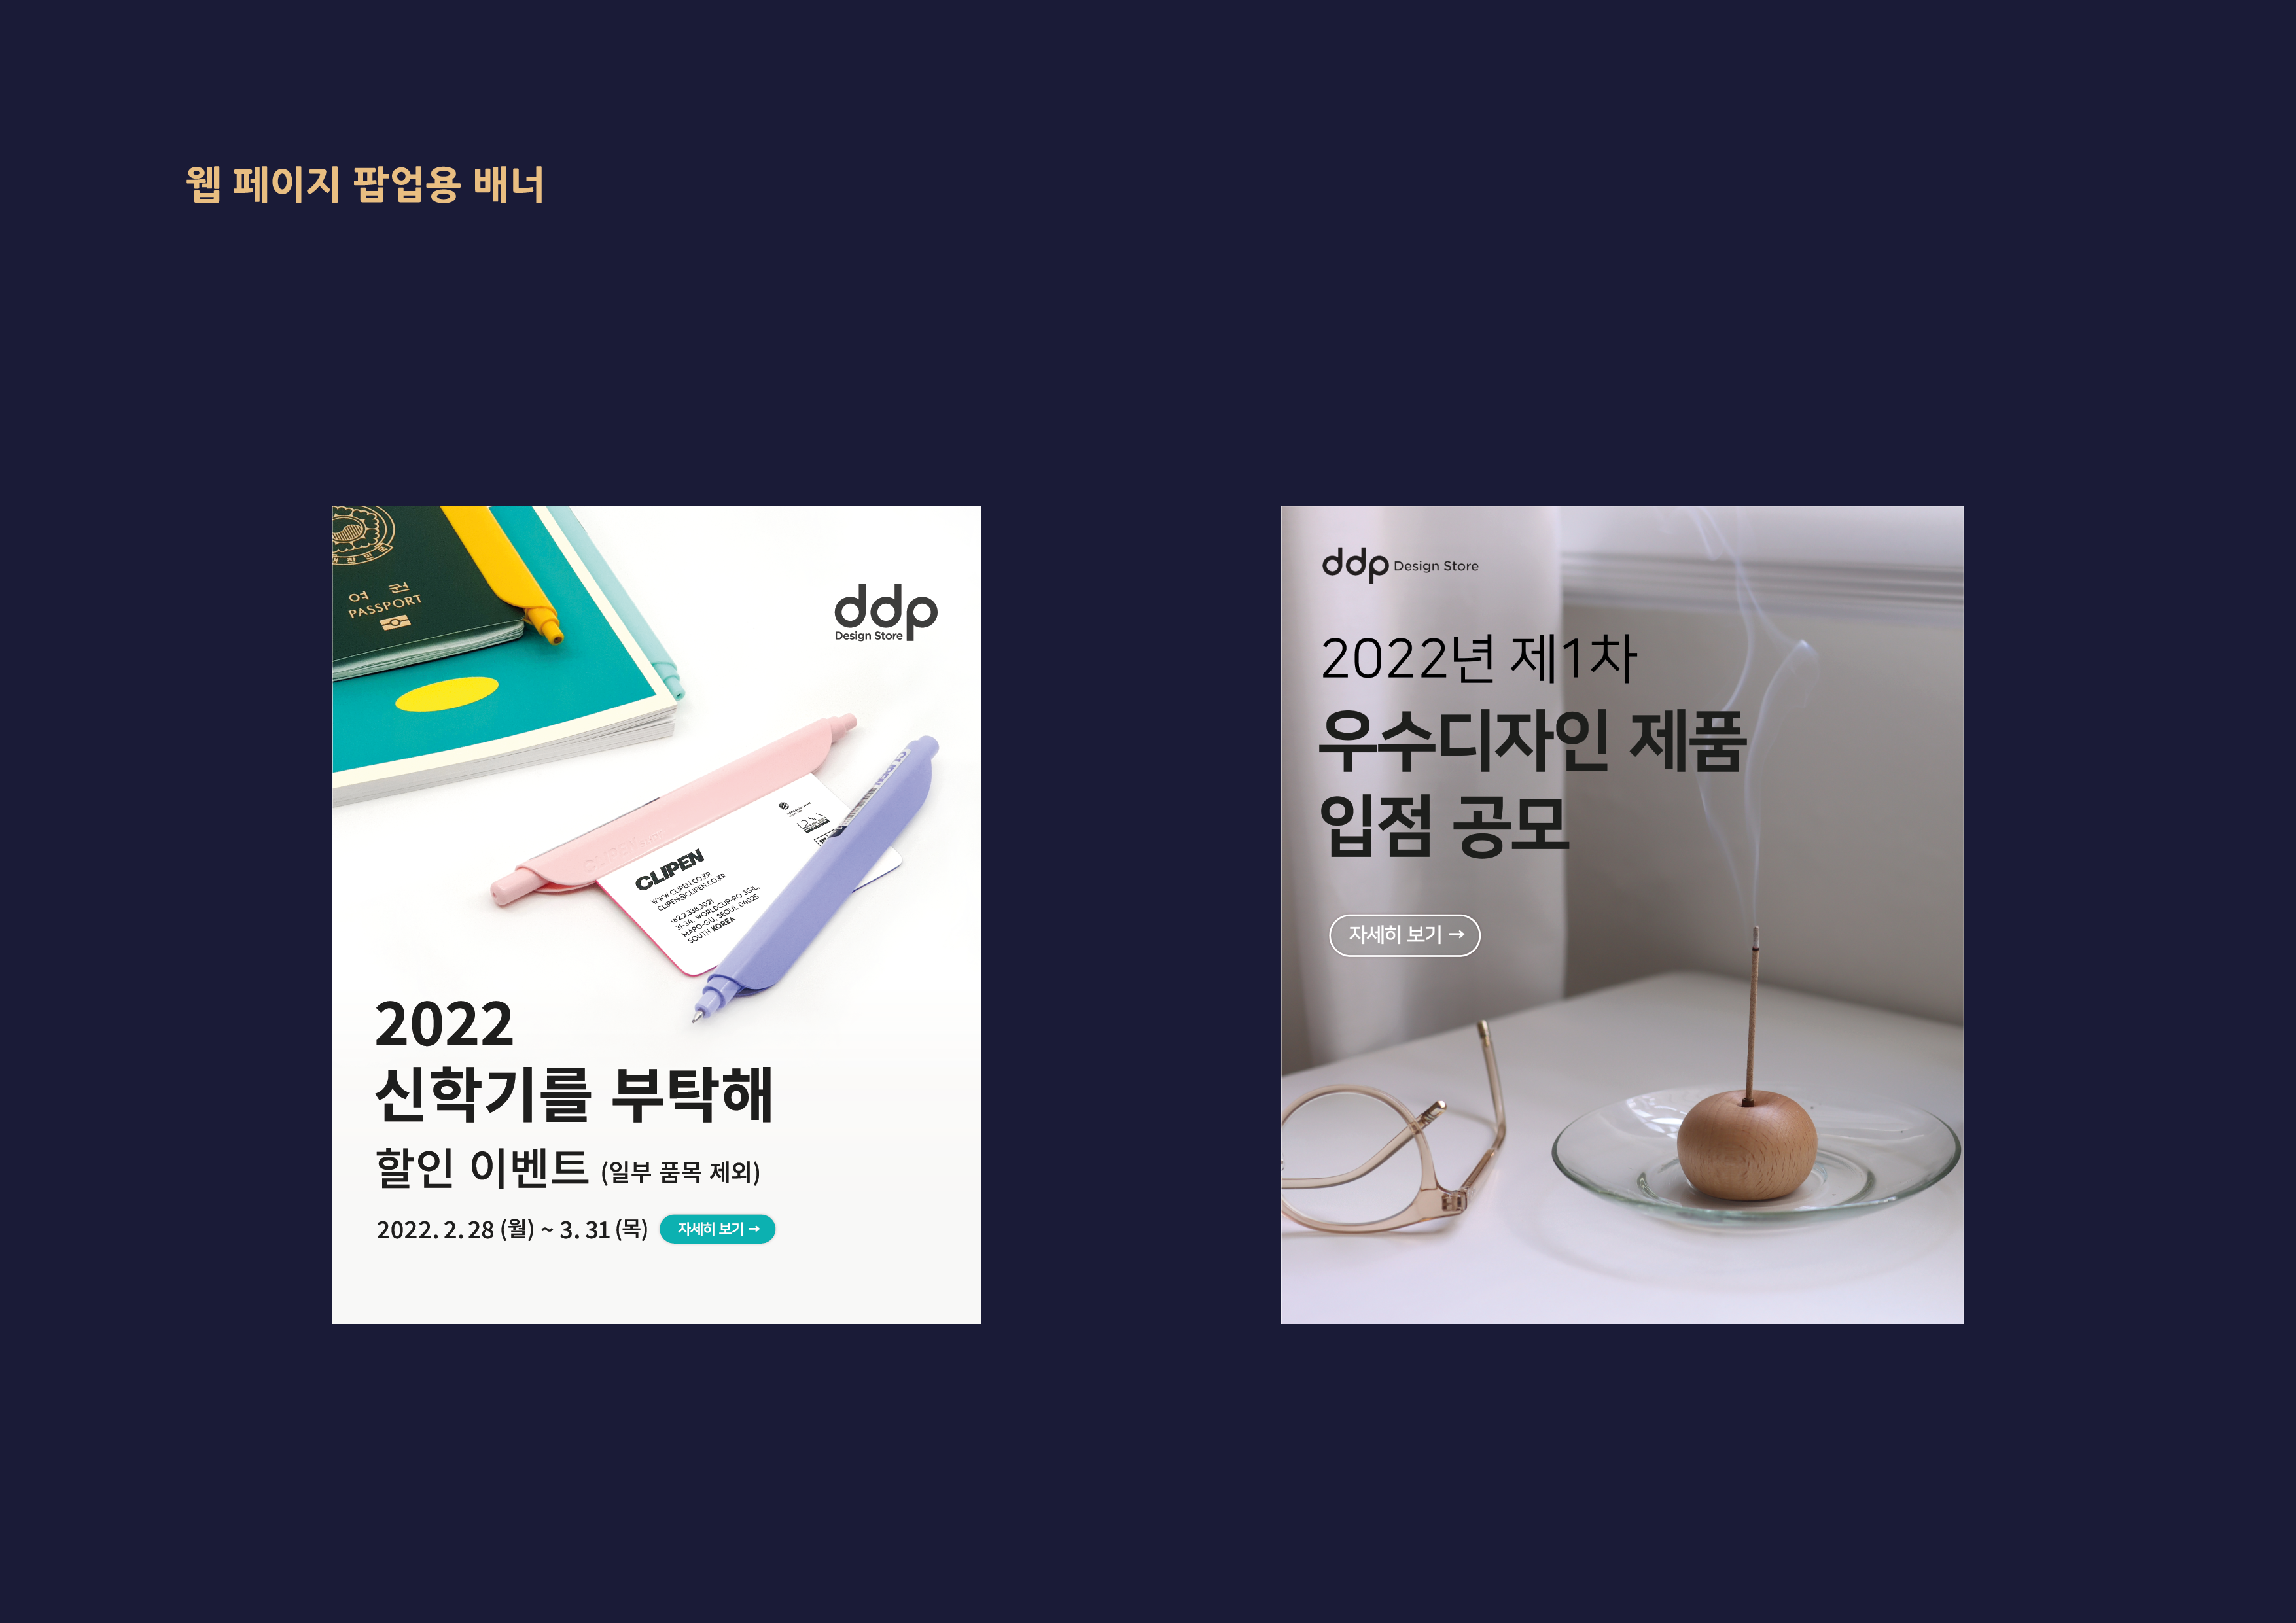 웹 페이지 팝업용 배너
여 권
PASSPORT
ddp
Design Store
CLIPEN
WWW.CLIPEN.CO.KR
CLIPEN@CLIPEN.CO.KR
+82.2.338.3021
31-14, WORLDCUP-RO 3GIL,
MAPO-GU, SEOUL 04025
SOUTH KOREA
2022
신학기를 부탁해
할인 이벤트 (일부 품목 제외)
2022. 2. 28 (월) ~ 3. 31 (목) 자세히 보기 →
ddp Design Store
2022년 제1차
우수디자인 제품
입점 공모
자세히 보기 →